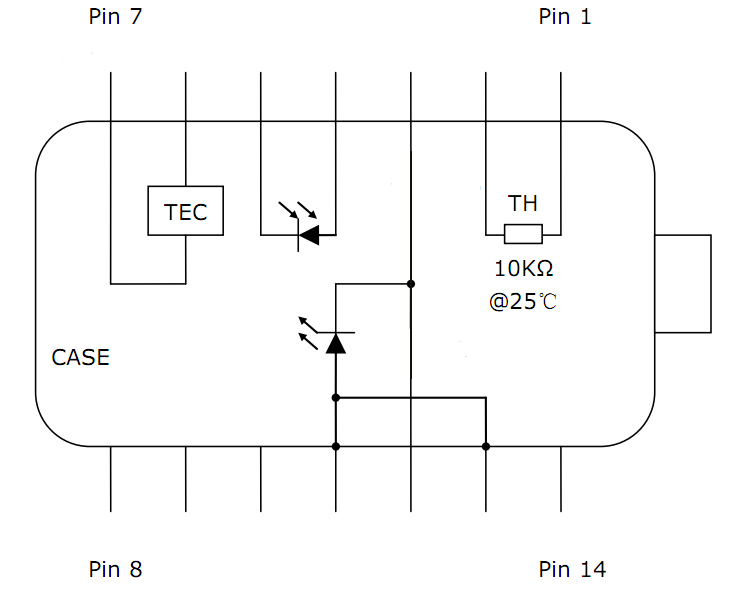 Pin 7
Pin 1
TEC
TH
10KΩ
@25℃
CASE
Pin 8
Pin 14